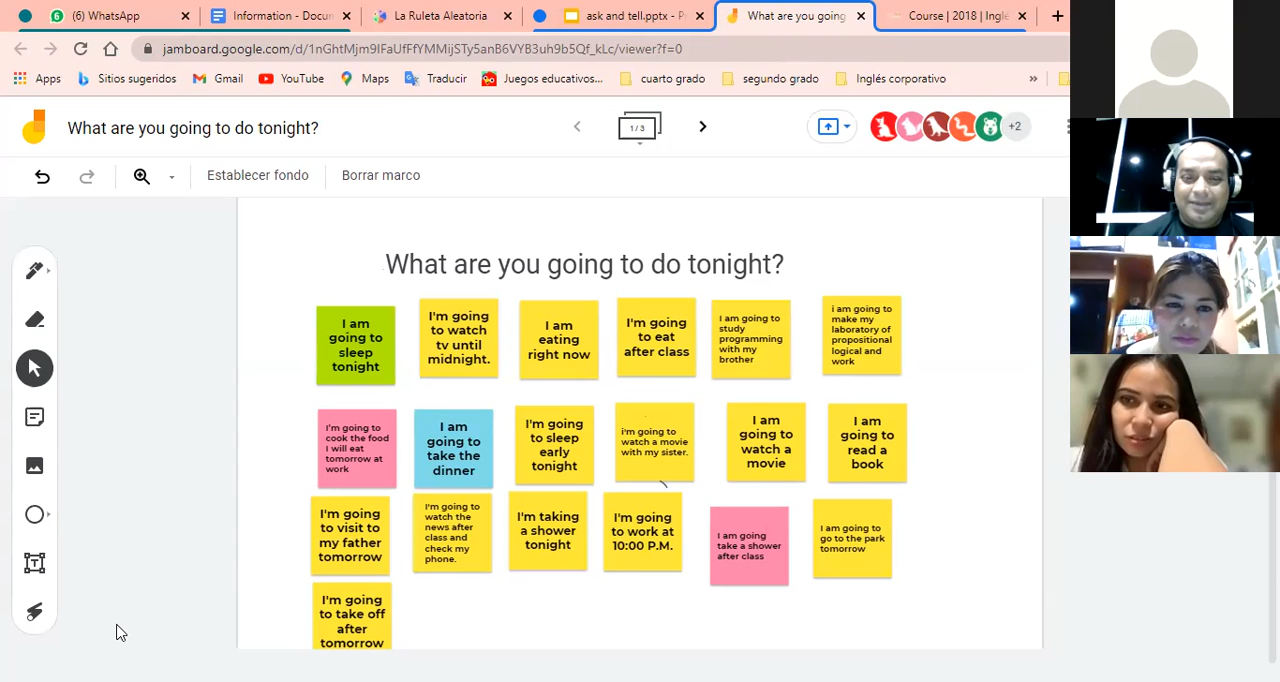 (6) WhatsApp
Information - Docum
La Ruleta Aleatoria
ask and tell.pptx - P
What are you going
Course | 2018 | Inglé
Apps
Sitios sugeridos
Gmail
YouTube
Maps
Traducir
Juegos educativos...
cuarto grado
segundo grado
Inglés corporativo
»
What are you going to do tonight?
1 / 3
+2
Establecer fondo
Borrar marco
What are you going to do tonight?
I am
going to
sleep
tonight
I'm going
to watch
tv until
midnight.
I am
eating
right now
I'm going
to eat
after class
I am going to
study
programming
with my
brother
i am going to
make my
laboratory of
propositional
logical and
work
I'm going to
cook the food
I will eat
tomorrow at
work
I am
going to
take the
dinner
I'm going
to sleep
early
tonight
i'm going to
watch a movie
with my sister.
I am
going to
watch a
movie
I am
going to
read a
book
I'm going
to visit to
my father
tomorrow
I'm going to
watch the
news after
class and
check my
phone.
I'm taking
a shower
tonight
I'm going
to work at
10:00 P.M.
I am going
take a shower
after class
I am going to
go to the park
tomorrow
I'm going
to take off
after
tomorrow